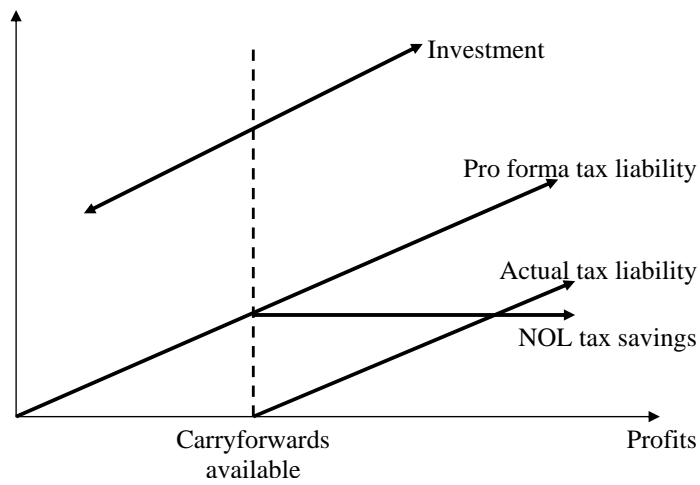 Investment
Pro forma tax liability
Actual tax liability
NOL tax savings
Carryforwards
available
Profits